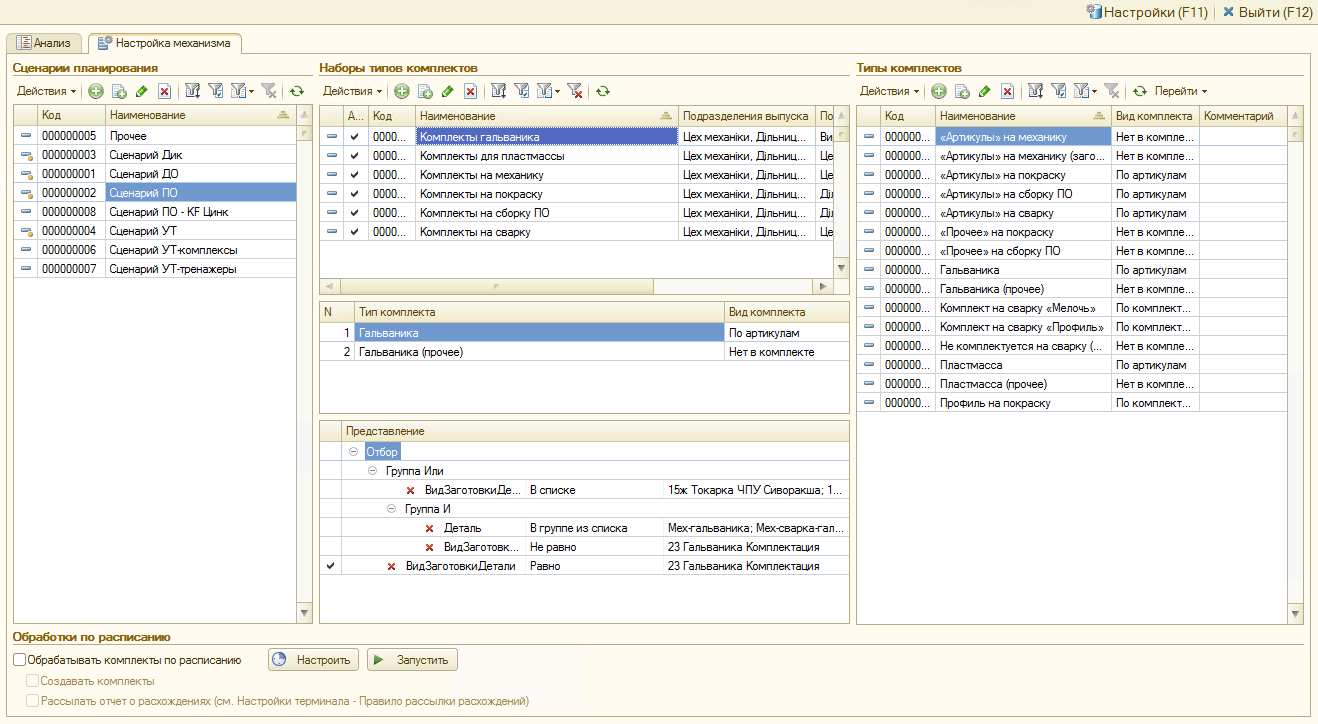 Настройки (F11) Выйти (F12)
Анализ Настройка механизма
Сценарии планирования
Действия
Код Наименование
000000005 Прочее
000000003 Сценарий Дик
000000001 Сценарий ДО
000000002 Сценарий ПО
000000008 Сценарий ПО - KF Цинк
000000004 Сценарий УТ
000000006 Сценарий УТ-комплексы
000000007 Сценарий УТ-тренажеры
Наборы типов комплектов
Действия
А... Код Наименование Подразделения выпуска По
0000... Комплекты гальваника Цех механіки, Дільниц... Ви
0000... Комплекты для пластмассы Цех механіки, Дільниц... Це
0000... Комплекты на механику Цех механіки, Дільниц... Це
0000... Комплекты на покраску Цех механіки, Дільниц... Діл
0000... Комплекты на сборку ПО Цех механіки, Дільниц... Діл
0000... Комплекты на сварку Цех механіки, Дільниц... Це
N Тип комплекта Вид комплекта
1 Гальваника По артикулам
2 Гальваника (прочее) Нет в комплекте
Представление
Отбор
Группа Или
ВидЗаготовкиДе... В списке 15ж Токарка ЧПУ Сиворакша; 1...
Группа И
Деталь В группе из списка Мех-гальваника; Мех-сварка-гал...
ВидЗаготовк... Не равно 23 Гальваника Комплектация
ВидЗаготовкиДетали Равно 23 Гальваника Комплектация
Типы комплектов
Действия Перейти
Код Наименование Вид комплекта Комментарий
000000... «Артикулы» на механику Нет в компле...
000000... «Артикулы» на механику (заго... Нет в компле...
000000... «Артикулы» на покраску По артикулам
000000... «Артикулы» на сборку ПО По артикулам
000000... «Артикулы» на сварку По артикулам
000000... «Прочее» на покраску Нет в компле...
000000... «Прочее» на сборку ПО Нет в компле...
000000... Гальваника По артикулам
000000... Гальваника (прочее) Нет в компле...
000000... Комплект на сварку «Мелочь» По комплект...
000000... Комплект на сварку «Профиль» По комплект...
000000... Не комплектуется на сварку (... Нет в компле...
000000... Пластмасса По артикулам
000000... Пластмасса (прочее) Нет в компле...
000000... Профиль на покраску По комплект...
Обработки по расписанию
Обрабатывать комплекты по расписанию Настроить Запустить
Создавать комплекты
Рассылать отчет о расхождениях (см. Настройки терминала - Правило рассылки расхождений)